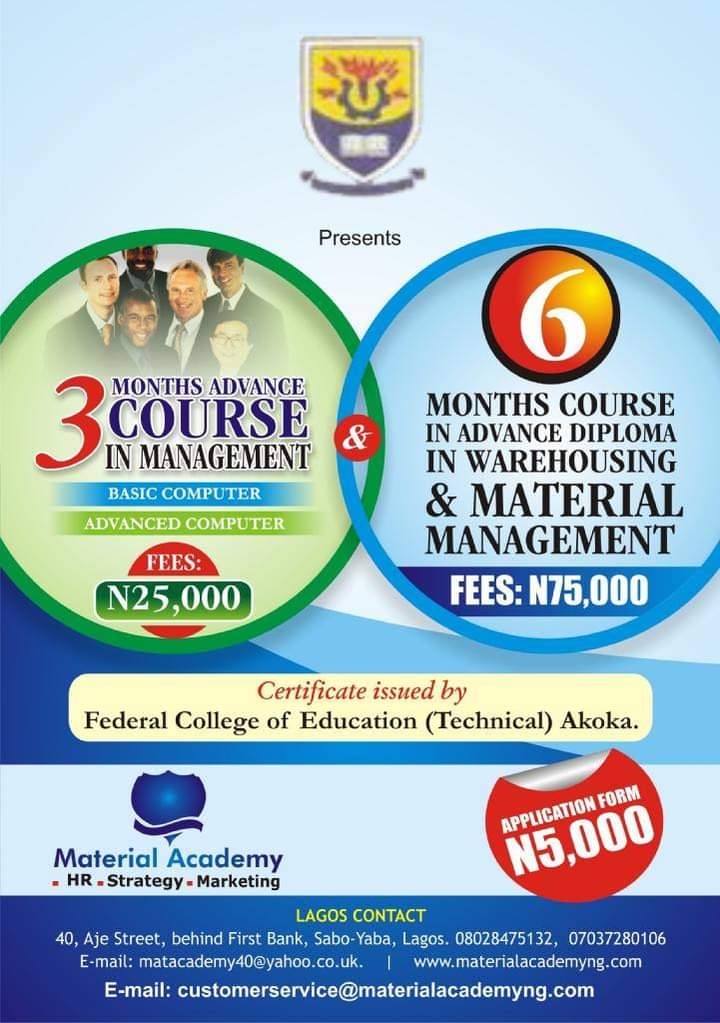 Presents
3 MONTHS ADVANCE
COURSE
IN MANAGEMENT
BASIC COMPUTER
ADVANCED COMPUTER
FEES:
N25,000
&
6
MONTHS COURSE
IN ADVANCE DIPLOMA
IN WAREHOUSING
& MATERIAL
MANAGEMENT
FEES: N75,000
Certificate issued by
Federal College of Education (Technical) Akoka.
Material Academy
HR Strategy Marketing
APPLICATION FORM
N5,000
LAGOS CONTACT
40, Aje Street, behind First Bank, Sabo-Yaba, Lagos. 08028475132, 07037280106
E-mail: matacademy40@yahoo.co.uk. | www.materialacademyng.com
E-mail: customerservice@materialacademyng.com